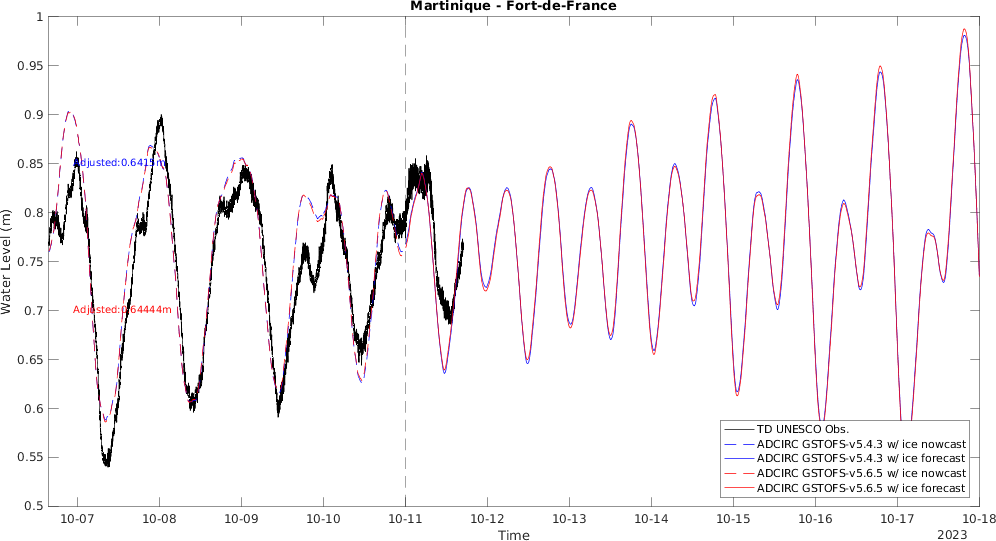 Martinique - Fort-de-France
Water Level (m)
1
0.95
0.9
0.85
0.8
0.75
0.7
0.65
0.6
0.55
0.5
Adjusted:0.6415m
Adjusted:0.64444m
TD UNESCO Obs.
ADCIRC GSTOFS-v5.4.3 w/ ice nowcast
ADCIRC GSTOFS-v5.4.3 w/ ice forecast
ADCIRC GSTOFS-v5.6.5 w/ ice nowcast
ADCIRC GSTOFS-v5.6.5 w/ ice forecast
10-07 10-08 10-09 10-10 10-11 10-12 10-13 10-14 10-15 10-16 10-17 10-18
Time
2023